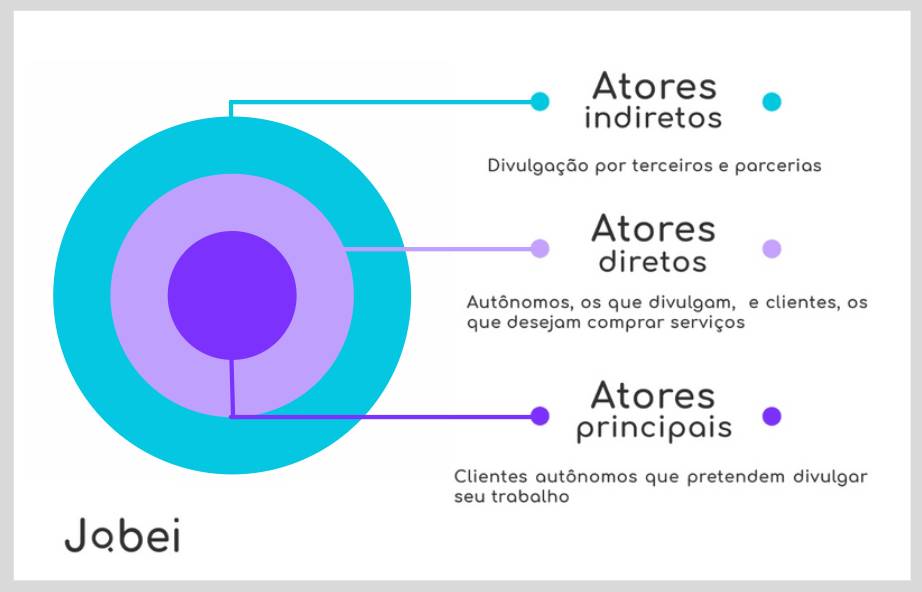 Atores
indiretos
Divulgação por terceiros e parcerias
Atores
diretos
Autônomos, os que divulgam, e clientes, os
que desejam comprar serviços
Atores
principais
Clientes autônomos que pretendem divulgar
seu trabalho
Jobei